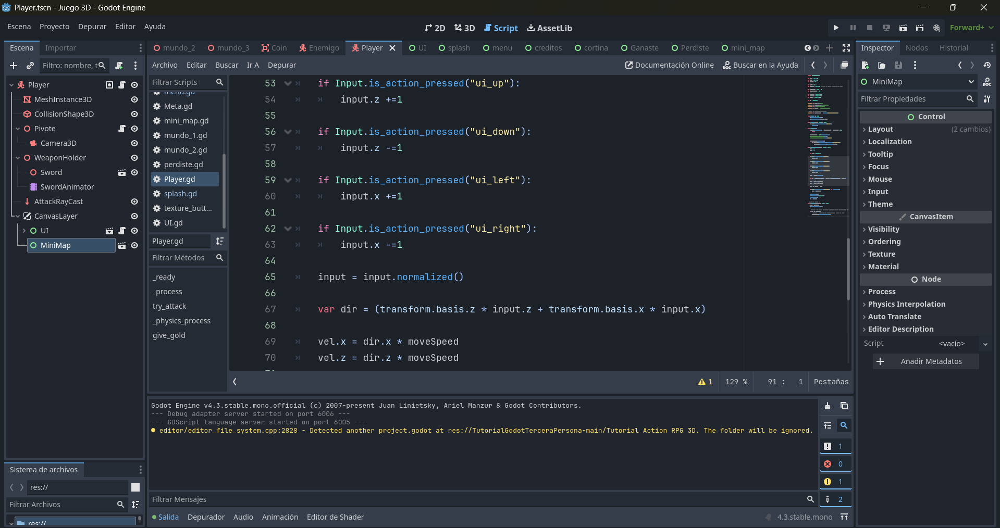 Player.tscn - Juego 3D - Godot Engine
Escena Proyecto Depurar Editor Ayuda
2D 3D Script AssetLib
Forward+
Escena Importar
Filtro: nombre, t
Player
MeshInstance3D
CollisionShape3D
Pivote
Camera3D
WeaponHolder
Sword
SwordAnimator
AttackRayCast
CanvasLayer
UI
MiniMap
Sistema de archivos
res://
Filtrar Archivos
res://
mundo_2 mundo_3 Coin Enemigo Player UI splash menu creditos cortina Ganaste Perdiste mini_map
Archivo Editar Buscar Ir A Depurar
Documentación Online Buscar en la Ayuda
Filtrar Scripts
menu.gd
Meta.gd
mini_map.gd
mundo_1.gd
mundo_2.gd
perdiste.gd
Player.gd
splash.gd
texture_butt...
UI.gd
Player.gd
Filtrar Métodos
_ready
_process
try_attack
_physics_process
give_gold
53 if Input.is_action_pressed("ui_up"):
54 input.z +=1
55
56 if Input.is_action_pressed("ui_down"):
57 input.z -=1
58
59 if Input.is_action_pressed("ui_left"):
60 input.x +=1
61
62 if Input.is_action_pressed("ui_right"):
63 input.x -=1
64
65 input = input.normalized()
66
67 var dir = (transform.basis.z * input.z + transform.basis.x * input.x)
68
69 vel.x = dir.x * moveSpeed
70 vel.z = dir.z * moveSpeed
1 129 % 91 : 1 Pestañas
Godot Engine v4.3.stable.mono.official (c) 2007-present Juan Linietsky, Ariel Manzur & Godot Contributors.
--- Debug adapter server started on port 6006 ---
--- GDScript language server started on port 6005 ---
editor/editor_file_system.cpp:2828 - Detected another project.godot at res://TutorialGodotTerceraPersona-main/Tutorial Action RPG 3D. The folder will be ignored.
1
0
1
2
Filtrar Mensajes
Salida Depurador Audio Animación Editor de Shader
4.3.stable.mono
Inspector Nodos Historial
MiniMap
Filtrar Propiedades
Control
Layout (2 cambios)
Localization
Tooltip
Focus
Mouse
Input
Theme
CanvasItem
Visibility
Ordering
Texture
Material
Node
Process
Physics Interpolation
Auto Translate
Editor Description
Script <vacío>
Añadir Metadatos